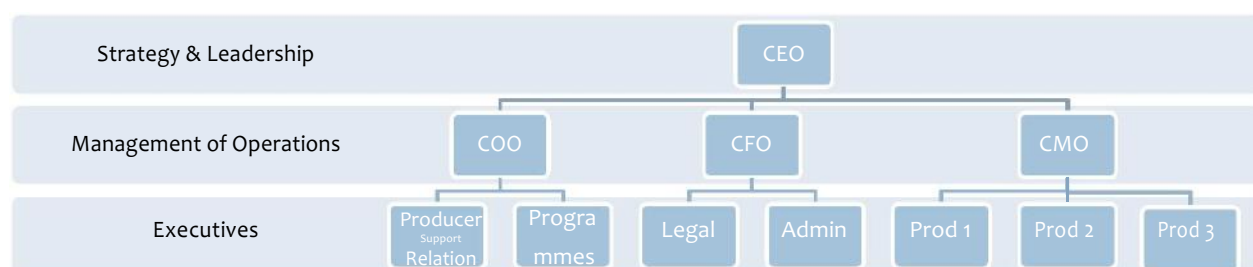 Strategy & Leadership
CEO
Management of Operations
COO
CFO
CMO
Executives
Producer
Support
Relation
Progra
mmes
Legal
Admin
Prod 1
Prod 2
Prod 3